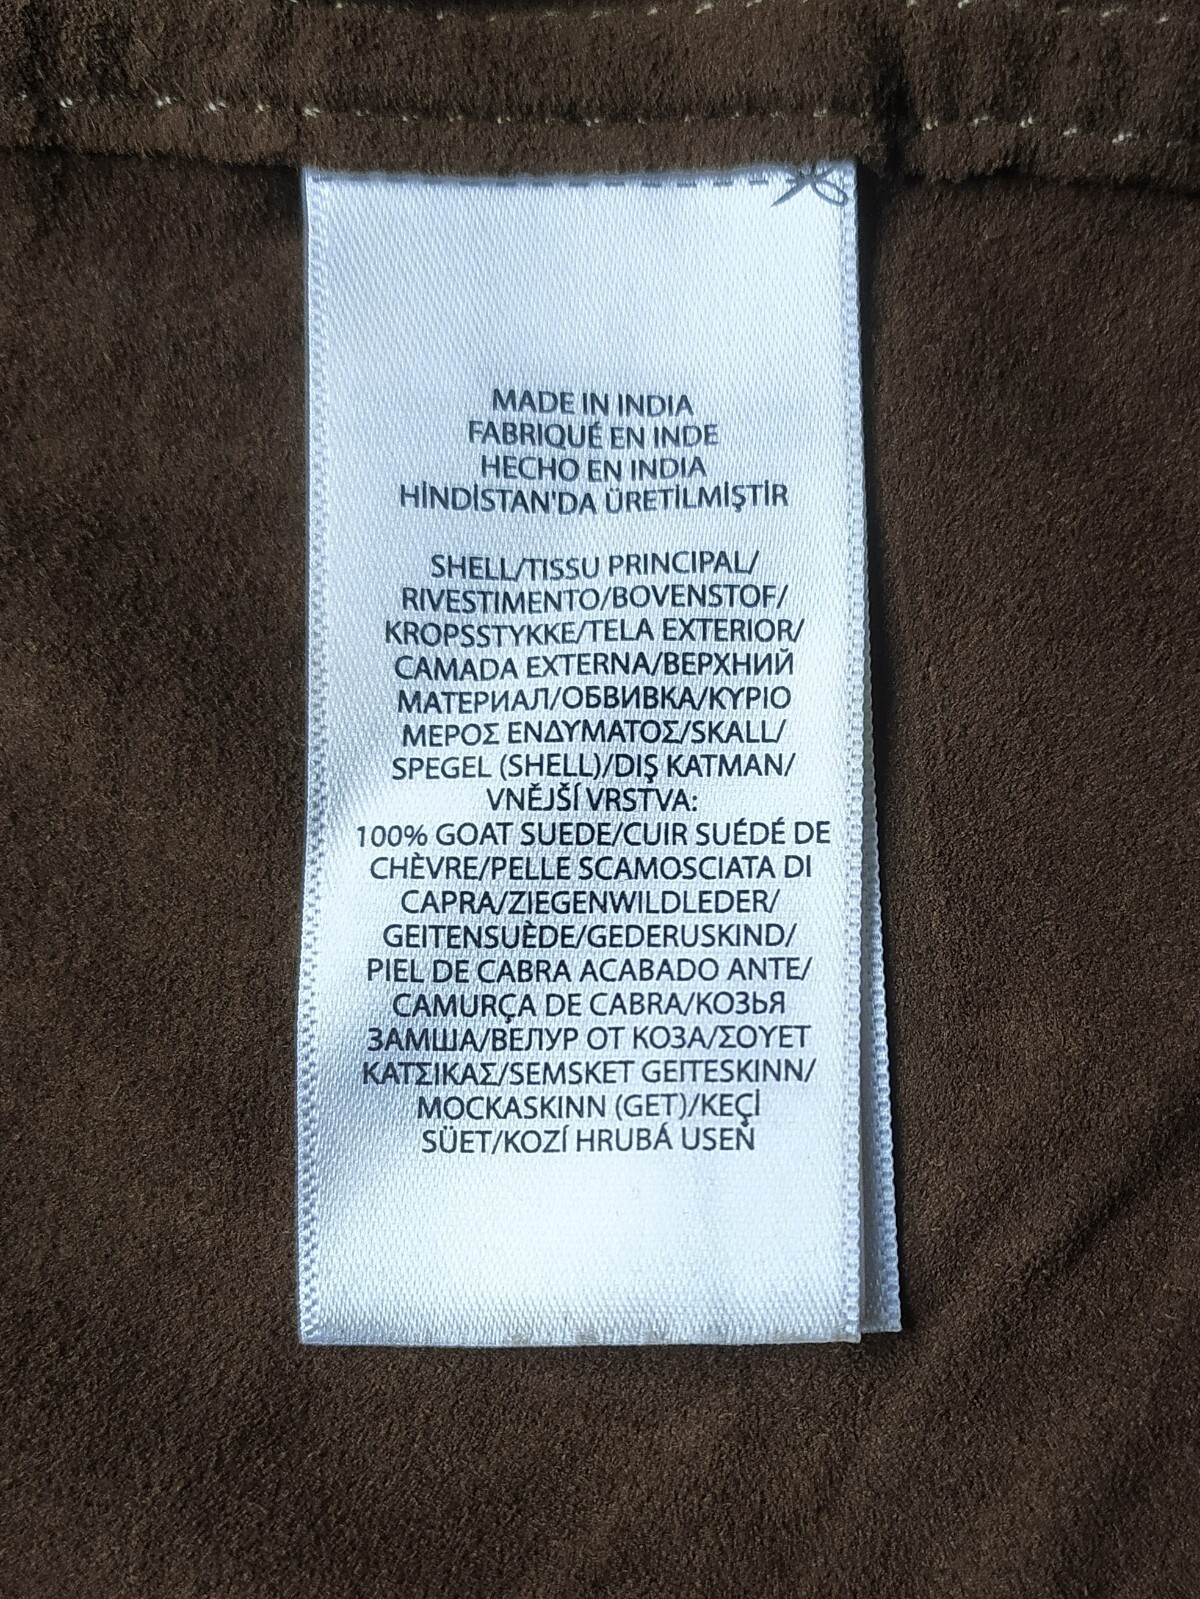 MADE IN INDIA
FABRIQUÉ EN INDE
HECHO EN INDIA
HİNDİSTAN'DA ÜRETİLMİŞTİR
SHELL/TISSU PRINCIPAL/
RIVESTIMENTO/BOVENSTOF/
KROPSSTYKKE/TELA EXTERIOR/
CAMADA EXTERNA/ВЕРХНИЙ
МАТЕРИАЛ/ОБВИВКА/ΚΥΡΙΟ
ΜΕΡΟΣ ΕΝΔΥΜΑΤΟΣ/SKALL/
SPEGEL (SHELL)/DIŞ KATMAN/
VNĚJŠÍ VRSTVA:
100% GOAT SUEDE/CUIR SUÉDÉ DE
CHÈVRE/PELLE SCAMOSCIATA DI
CAPRA/ZIEGENWILDLEDER/
GEITENSUÈDE/GEDERUSKIND/
PIEL DE CABRA ACABADO ANTE/
CAMURÇA DE CABRA/КОЗЬЯ
ЗАМША/ВЕЛУР ОТ КОЗА/ΣΟΥΕΤ
ΚΑΤΣΙΚΑΣ/SEMSKET GEITESKINN/
MOCKASKINN (GET)/KEÇİ
SÜET/KOZÍ HRUBÁ USEŇ